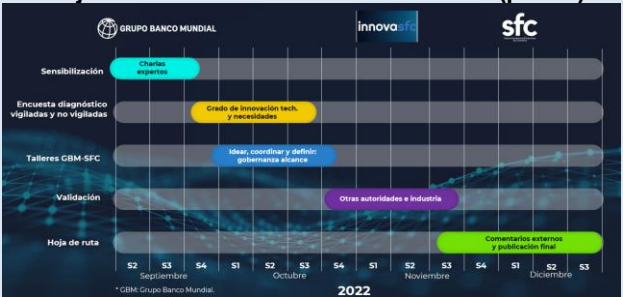 GRUPO BANCO MUNDIAL
innovasfc
sfc
Sensibilización
Charlas
expertos
Encuesta diagnóstico
vigiladas y no vigiladas
Grado de innovación tech.
y necesidades
Talleres GBM-SFC
Idear, coordinar y definir:
gobernanza alcance
Validación
Otras autoridades e industria
Hoja de ruta
Comentarios externos
y publicación final
S2 S3 S4 S1 S2 S3 S4 S1 S2 S3 S4 S1 S2 S3
Septiembre Octubre Noviembre Diciembre
* GBM: Grupo Banco Mundial.
2022